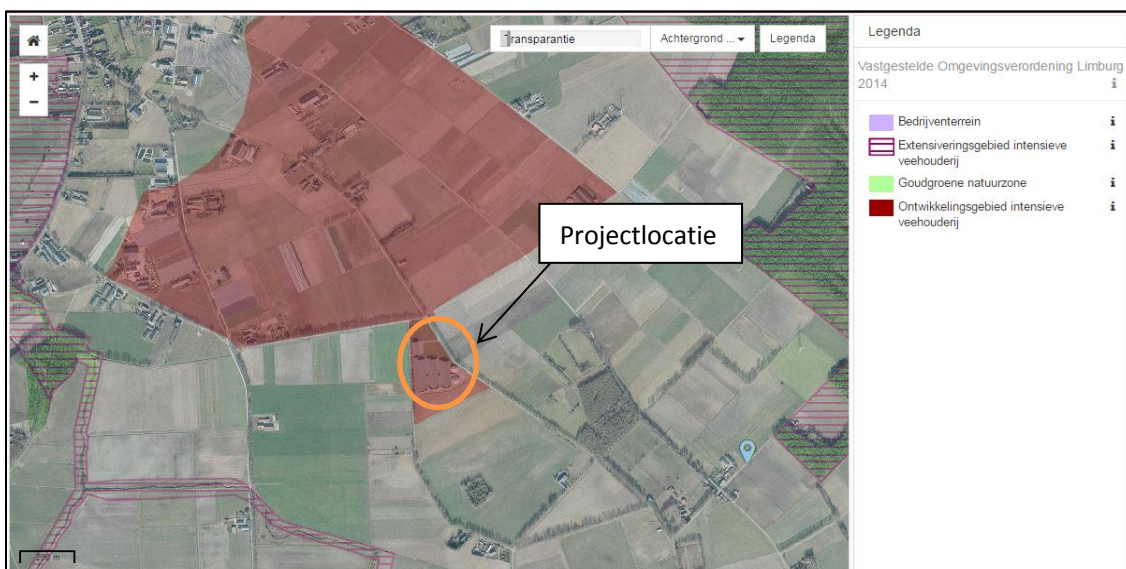 Transparantie
Achtergrond ...
Legenda
Legenda
Vastgestelde Omgevingsverordening Limburg
2014
Bedrijventerrein
Extensiveringsgebied intensieve
veehouderij
Goudgroene natuurzone
Ontwikkelingsgebied intensieve
veehouderij
Projectlocatie